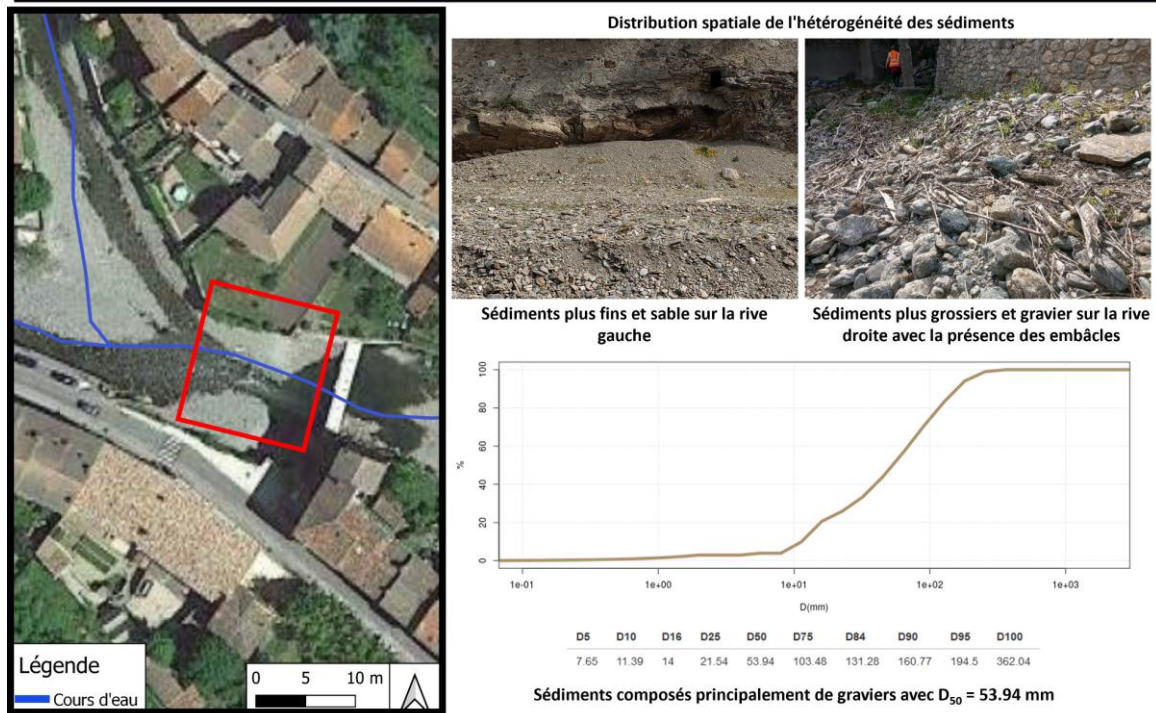 Distribution spatiale de l'hétérogénéité des sédiments
Sédiments plus fins et sable sur la rive
gauche
Sédiments plus grossiers et gravier sur la rive
droite avec la présence des embâcles
Légende
Cours d'eau
0 5 10 m
100
80
60
40
20
0
%
1e-01 1e+00 1e+01 1e+02 1e+03
D(mm)
D5 D10 D16 D25 D50 D75 D84 D90 D95 D100
7.65 11.39 14 21.54 53.94 103.48 131.28 160.77 194.5 362.04
Sédiments composés principalement de graviers avec D₅₀ = 53.94 mm